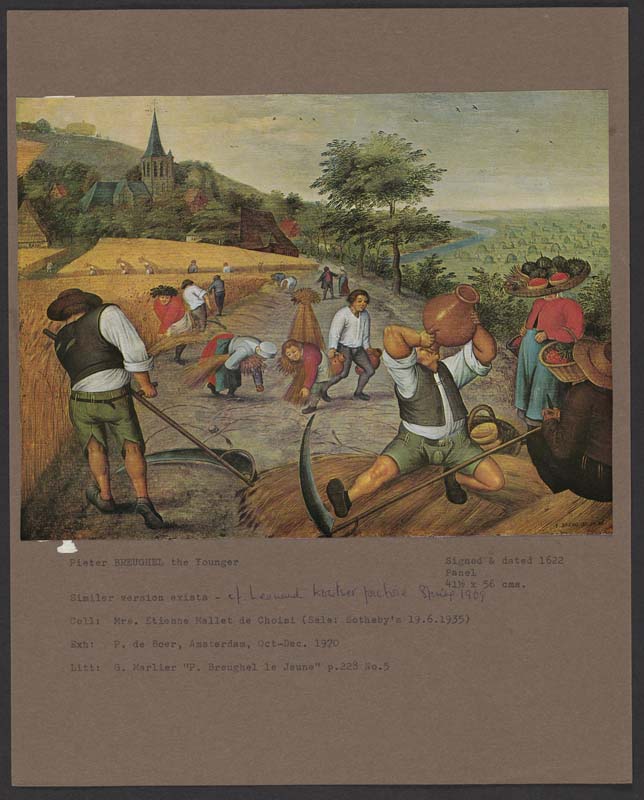 Pieter BREUGHEL the Younger
Signed & dated 1622
Panel
41½ x 56 cms.
Similar version exists - cf. Leonard Koetser Spring 1969
Coll: Mrs. Etienne Mallet de Choisi (Sale: Sotheby's 19.6.1935)
Exh: P. de Boer, Amsterdam, Oct-Dec. 1970
Litt: G. Marlier "P. Breughel le Jeune" p.228 No.5